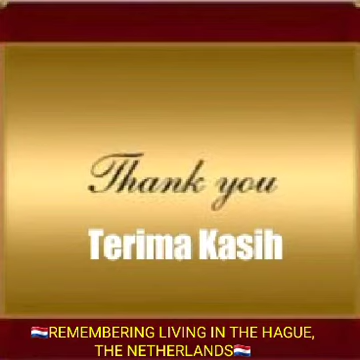 Thank you
Terima Kasih
🇳🇱REMEMBERING LIVING IN THE HAGUE,
THE NETHERLANDS🇳🇱